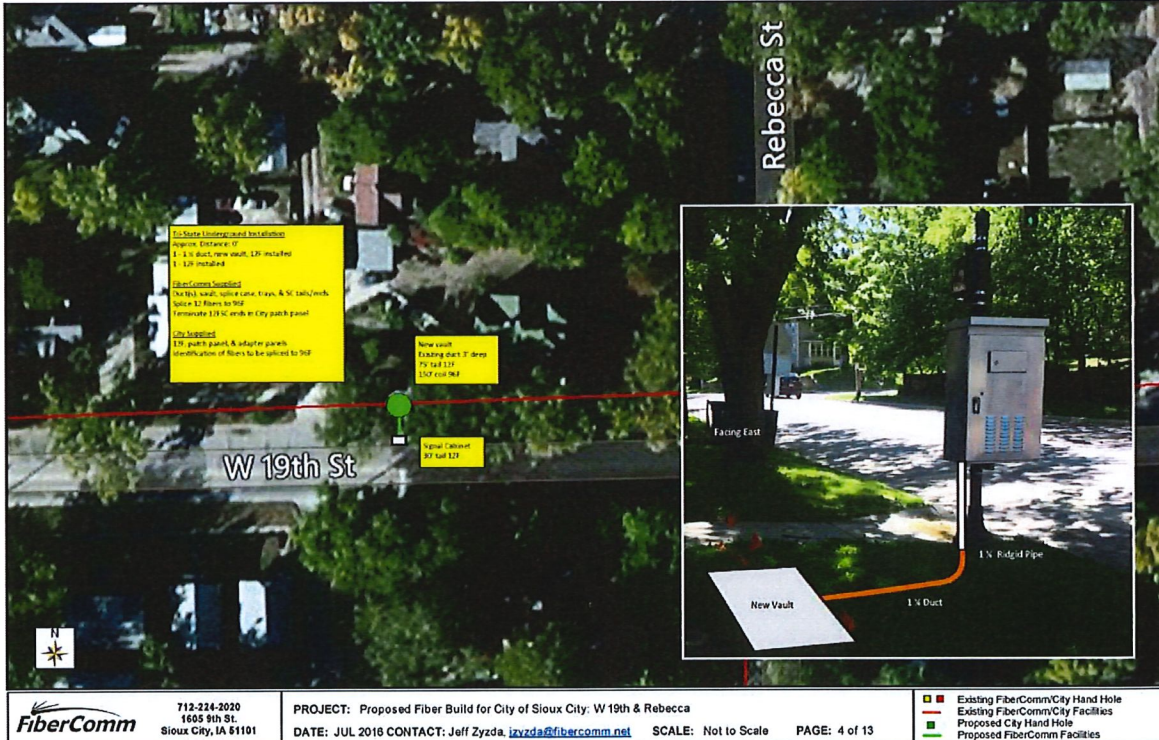 Rebecca St
Tri-State Underground Installation
Approx. Distance: 0'
1 - 1 ¼ duct, new vault, 12F installed
1 - 12F installed
FiberComm Supplied
Duct(s), vault, splice case, trays, & SC tails/ends
Splice 12 fibers to 96F
Terminate 12F SC ends in City patch panel
City Supplied
12F, patch panel, & adapter panels
Identification of fibers to be spliced to 96F
New vault
Existing duct 3' deep
75' tail 12F
150' coil 96F
Signal Cabinet
30' tail 12F
W 19th St
Facing East
1 ¼ Ridgid Pipe
1 ¼ Duct
New Vault
N
FiberComm
712-224-2020
1605 9th St.
Sioux City, IA 51101
PROJECT: Proposed Fiber Build for City of Sioux City: W 19th & Rebecca
DATE: JUL 2016 CONTACT: Jeff Zyzda, jzyzda@fibercomm.net SCALE: Not to Scale PAGE: 4 of 13
Existing FiberComm/City Hand Hole
Existing FiberComm/City Facilities
Proposed City Hand Hole
Proposed FiberComm Facilities